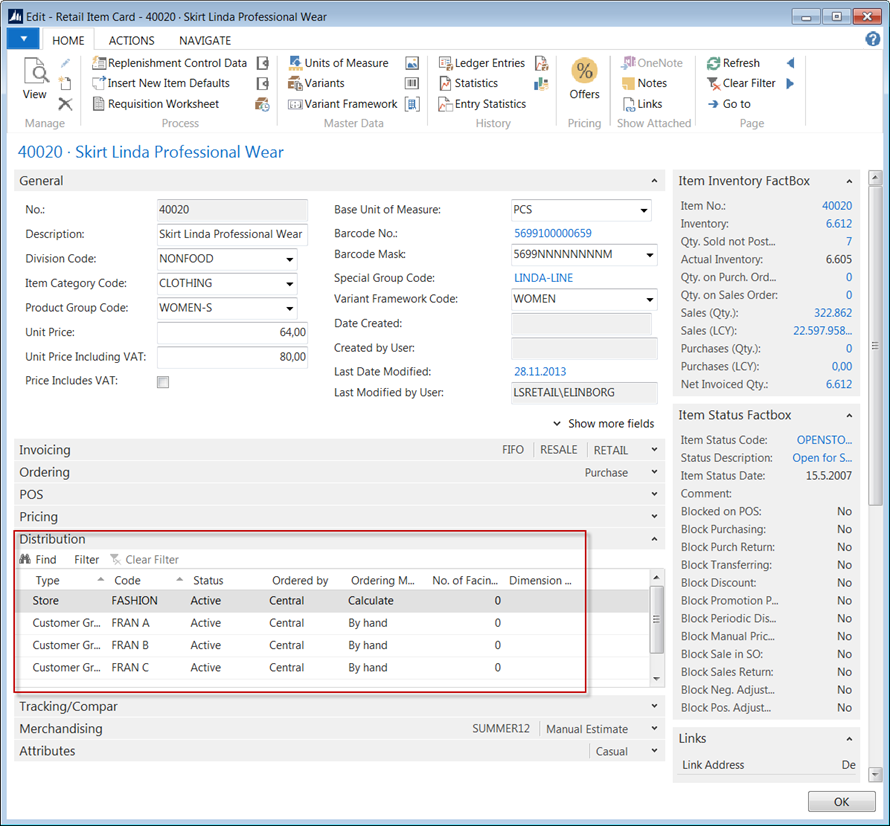 Edit - Retail Item Card - 40020 · Skirt Linda Professional Wear
HOME ACTIONS NAVIGATE
View
Manage
Replenishment Control Data
Insert New Item Defaults
Requisition Worksheet
Process
Units of Measure
Variants
Variant Framework
Master Data
Ledger Entries
Statistics
Entry Statistics
History
%
Offers
Pricing
OneNote
Notes
Links
Show Attached
Refresh
Clear Filter
Go to
Page
40020 · Skirt Linda Professional Wear
General
No.: 40020
Description: Skirt Linda Professional Wear
Division Code: NONFOOD
Item Category Code: CLOTHING
Product Group Code: WOMEN-S
Unit Price: 64,00
Unit Price Including VAT: 80,00
Price Includes VAT:
Base Unit of Measure: PCS
Barcode No.: 5699100000659
Barcode Mask: 5699NNNNNNNM
Special Group Code: LINDA-LINE
Variant Framework Code: WOMEN
Date Created:
Created by User:
Last Date Modified: 28.11.2013
Last Modified by User: LSRETAIL\ELINBORG
Show more fields
Invoicing FIFO RESALE RETAIL
Ordering Purchase
POS
Pricing
Distribution
Find Filter Clear Filter
Type Code Status Ordered by Ordering M... No. of Facin... Dimension ...
Store FASHION Active Central Calculate 0
Customer Gr... FRAN A Active Central By hand 0
Customer Gr... FRAN B Active Central By hand 0
Customer Gr... FRAN C Active Central By hand 0
Tracking/Compar
Merchandising SUMMER12 Manual Estimate
Attributes Casual
Item Inventory FactBox
Item No.: 40020
Inventory: 6.612
Qty. Sold not Post... 7
Actual Inventory: 6.605
Qty. on Purch. Ord... 0
Qty. on Sales Order: 0
Sales (Qty.): 322.862
Sales (LCY): 22.597.958...
Purchases (Qty.): 0
Purchases (LCY): 0,00
Net Invoiced Qty.: 6.612
Item Status Factbox
Item Status Code: OPENSTO...
Status Description: Open for S...
Item Status Date: 15.5.2007
Comment:
Blocked on POS: No
Block Purchasing: No
Block Purch Return: No
Block Transferring: No
Block Discount: No
Block Promotion P... No
Block Periodic Dis... No
Block Manual Pric... No
Block Sale in SO: No
Block Sales Return: No
Block Neg. Adjust... No
Block Pos. Adjust... No
Links
Link Address De
OK